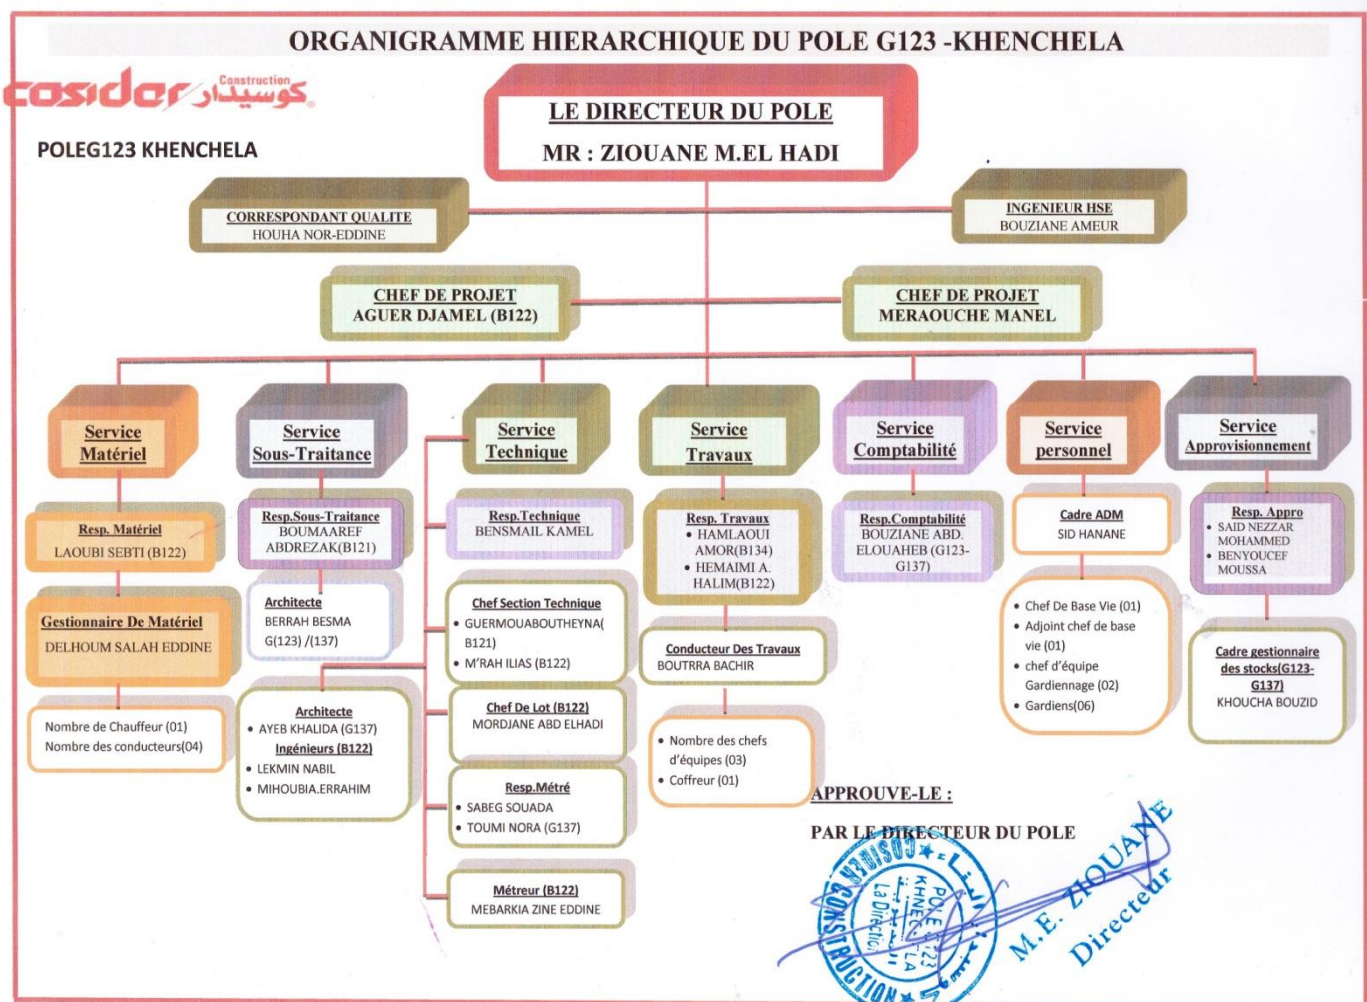 ORGANIGRAMME HIERARCHIQUE DU POLE G123 -KHENCHELA
cosider كوسيدار
Construction
POLEG123 KHENCHELA
LE DIRECTEUR DU POLE
MR : ZIOUANE M.EL HADI
CORRESPONDANT QUALITE
HOUHA NOR-EDDINE
INGENIEUR HSE
BOUZIANE AMEUR
CHEF DE PROJET
AGUER DJAMEL (B122)
CHEF DE PROJET
MERAOUCHE MANEL
Service
Matériel
Resp. Matériel
LAOUBI SEBTI (B122)
Gestionnaire De Matériel
DELHOUM SALAH EDDINE
Nombre de Chauffeur (01)
Nombre des conducteurs(04)
Service
Sous-Traitance
Resp.Sous-Traitance
BOUMAAREF
ABDREZAK(B121)
Architecte
BERRAH BESMA
G(123) /(137)
Architecte
• AYEB KHALIDA (G137)
Ingénieurs (B122)
• LEKMIN NABIL
• MIHOUBIA.ERRAHIM
Service
Technique
Resp.Technique
BENSMAIL KAMEL
Chef Section Technique
• GUERMOUABOUTHEYNA(
B121)
• M'RAH ILIAS (B122)
Chef De Lot (B122)
MORDJANE ABD ELHADI
Resp.Métré
• SABEG SOUADA
• TOUMI NORA (G137)
Métreur (B122)
MEBARKIA ZINE EDDINE
Service
Travaux
Resp. Travaux
• HAMLAOUI
AMOR(B134)
• HEMAIMI A.
HALIM(B122)
Conducteur Des Travaux
BOUTRRA BACHIR
• Nombre des chefs
d'équipes (03)
• Coffreur (01)
Service
Comptabilité
Resp.Comptabilité
BOUZIANE ABD.
ELOUAHEB (G123-
G137)
Service
personnel
Cadre ADM
SID HANANE
• Chef De Base Vie (01)
• Adjoint chef de base
vie (01)
• chef d'équipe
Gardiennage (02)
• Gardiens(06)
Service
Approvisionnement
Resp. Appro
• SAID NEZZAR
MOHAMMED
• BENYOUCEF
MOUSSA
Cadre gestionnaire
des stocks(G123-
G137)
KHOUCHA BOUZID
APPROUVE-LE :
PAR LE DIRECTEUR DU POLE
COSIDER CONSTRUCTION
POLE G123
KHNECHELA
La Direction
M.E. ZIOUANE
Directeur